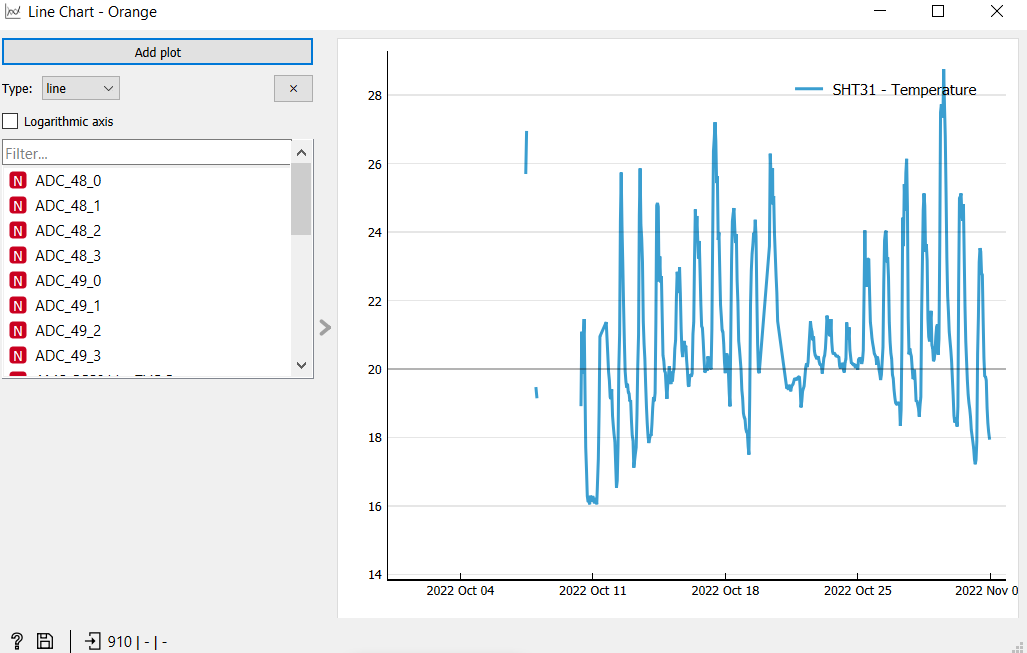 Line Chart - Orange
Add plot
Type: line ×
Logarithmic axis
Filter...
N ADC_48_0
N ADC_48_1
N ADC_48_2
N ADC_48_3
N ADC_49_0
N ADC_49_1
N ADC_49_2
N ADC_49_3
SHT31 - Temperature
28
26
24
22
20
18
16
14
2022 Oct 04 2022 Oct 11 2022 Oct 18 2022 Oct 25 2022 Nov 0
? 910 | - | -